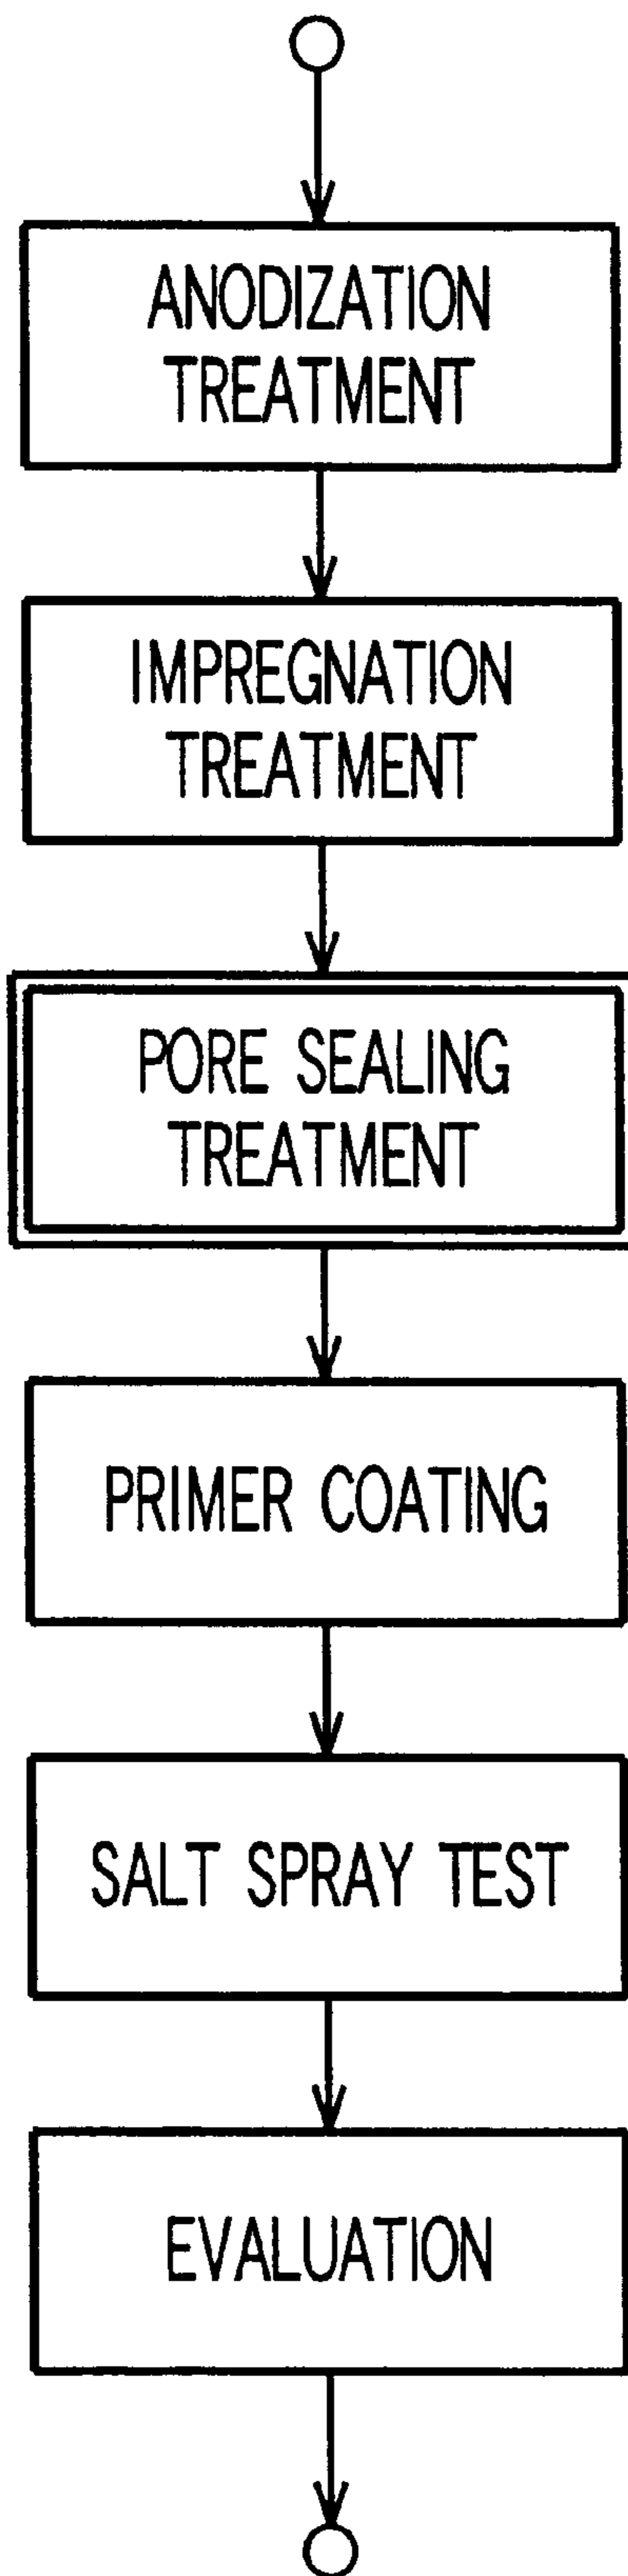 ANODIZATION
TREATMENT
IMPREGNATION
TREATMENT
PORE SEALING
TREATMENT
PRIMER COATING
SALT SPRAY TEST
EVALUATION